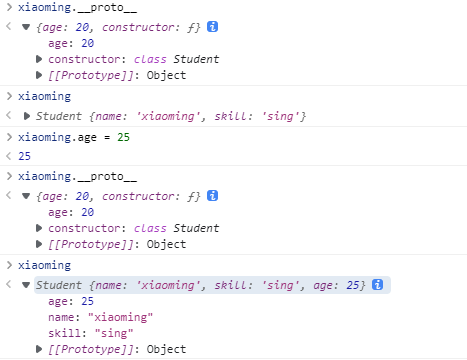 xiaoming.__proto__
{age: 20, constructor: ƒ} i
age: 20
constructor: class Student
[[Prototype]]: Object
xiaoming
Student {name: 'xiaoming', skill: 'sing'}
xiaoming.age = 25
25
xiaoming.__proto__
{age: 20, constructor: ƒ} i
age: 20
constructor: class Student
[[Prototype]]: Object
xiaoming
Student {name: 'xiaoming', skill: 'sing', age: 25} i
age: 25
name: "xiaoming"
skill: "sing"
[[Prototype]]: Object